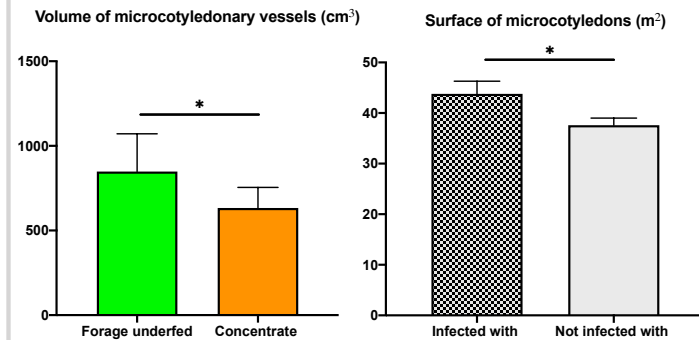 Volume of microcotyledonary vessels (cm³)
1500
1000
500
0
*
Forage underfed
Concentrate
Surface of microcotyledons (m²)
50
40
30
20
10
0
*
Infected with
Not infected with